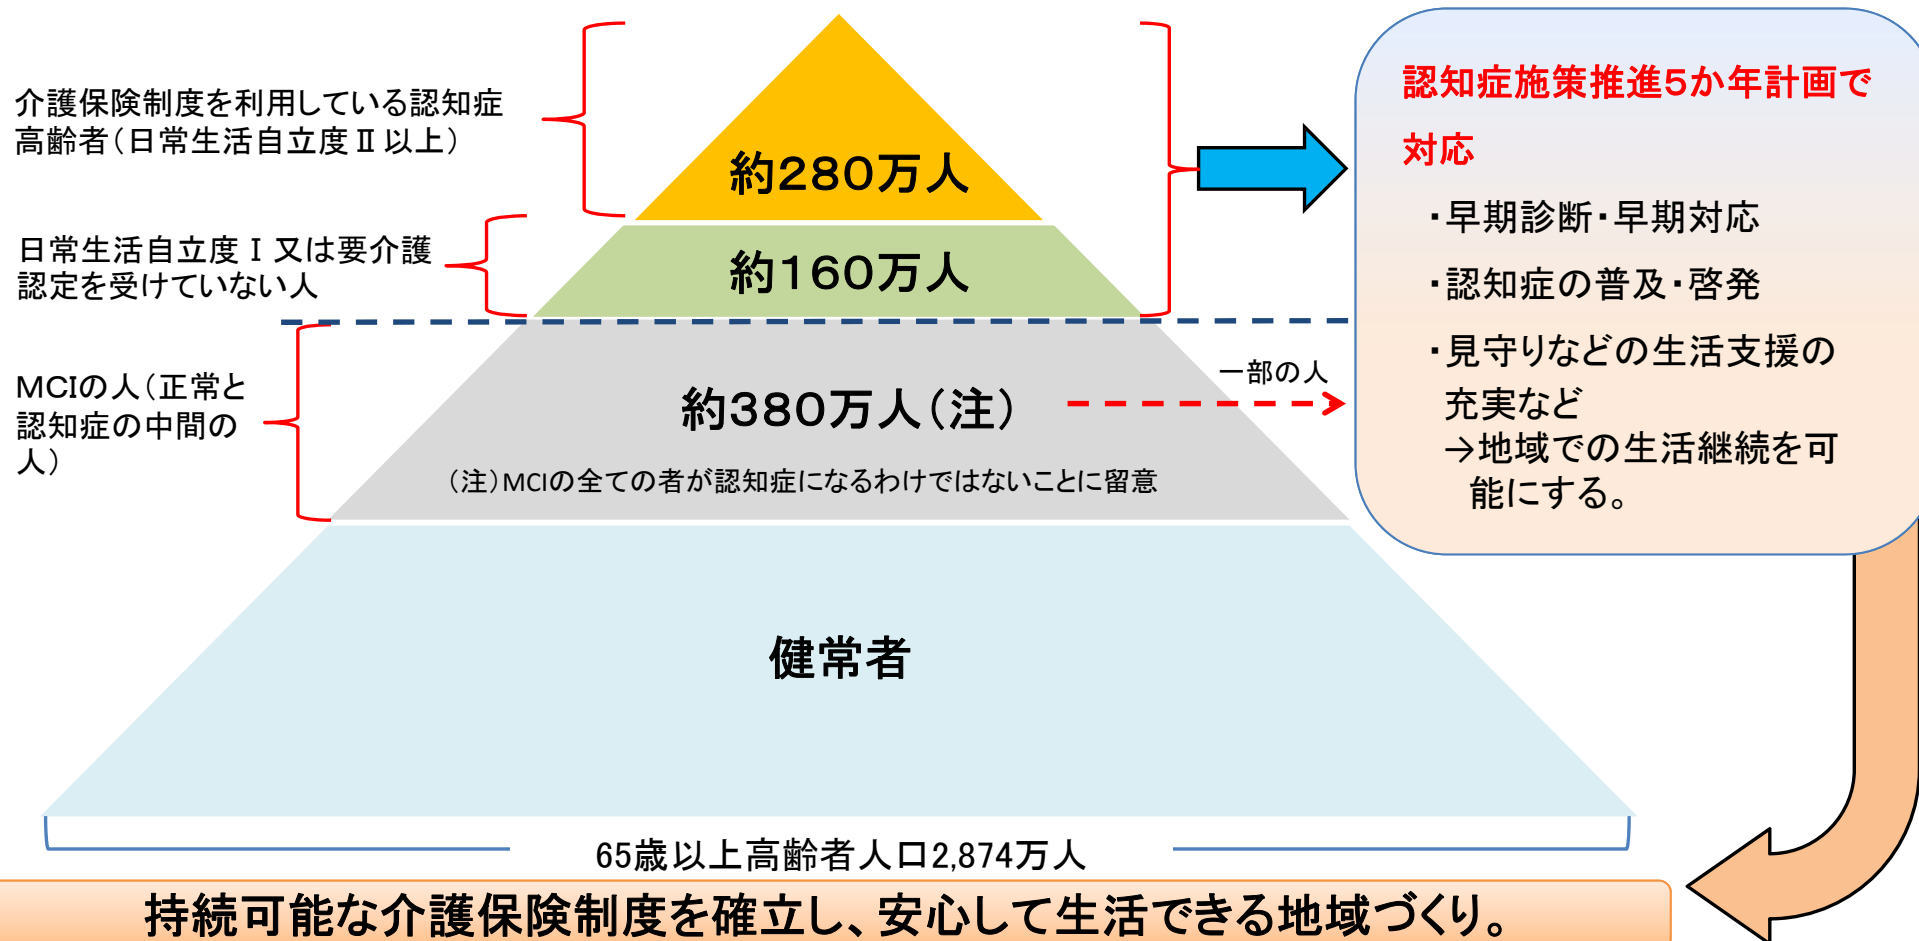 介護保険制度を利用している認知症
高齢者（日常生活自立度Ⅱ以上）
約280万人
日常生活自立度Ⅰ又は要介護
認定を受けていない人
約160万人
MCIの人（正常と
認知症の中間の
人）
約380万人（注）
（注）MCIの全ての者が認知症になるわけではないことに留意
一部の人
健常者
65歳以上高齢者人口2,874万人
認知症施策推進5か年計画で
対応
・早期診断・早期対応
・認知症の普及・啓発
・見守りなどの生活支援の
充実など
→地域での生活継続を可
能にする。
持続可能な介護保険制度を確立し、安心して生活できる地域づくり。